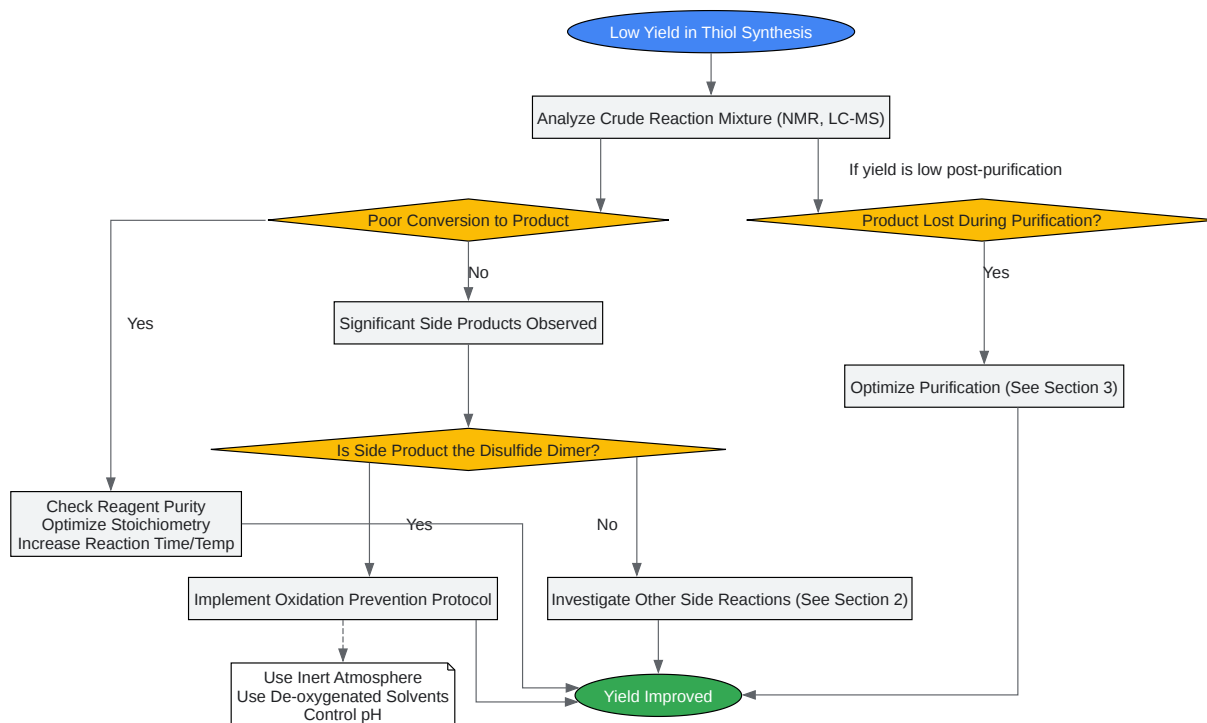 Low Yield in Thiol Synthesis
Analyze Crude Reaction Mixture (NMR, LC-MS)
If yield is low post-purification
Poor Conversion to Product
Product Lost During Purification?
No
Yes
Yes
Significant Side Products Observed
Optimize Purification (See Section 3)
Is Side Product the Disulfide Dimer?
Check Reagent Purity
Optimize Stoichiometry
Increase Reaction Time/Temp
Yes
No
Implement Oxidation Prevention Protocol
Investigate Other Side Reactions (See Section 2)
Use Inert Atmosphere
Use De-oxygenated Solvents
Control pH
Yield Improved